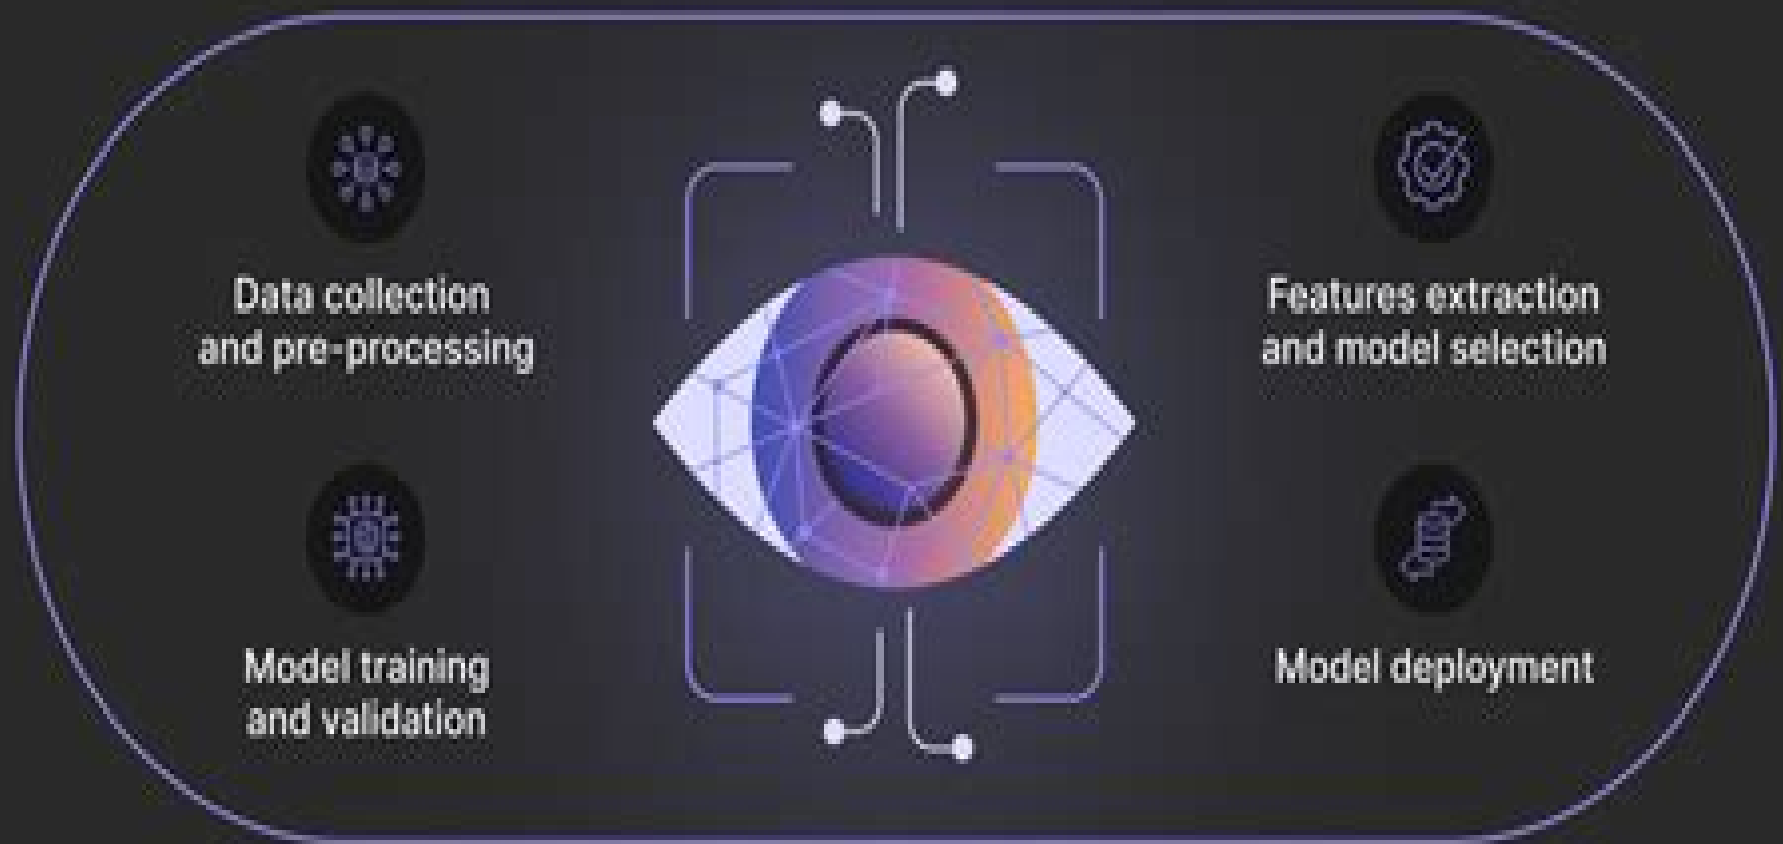 Data collection
and pre-processing
Features extraction
and model selection
Model training
and validation
Model deployment